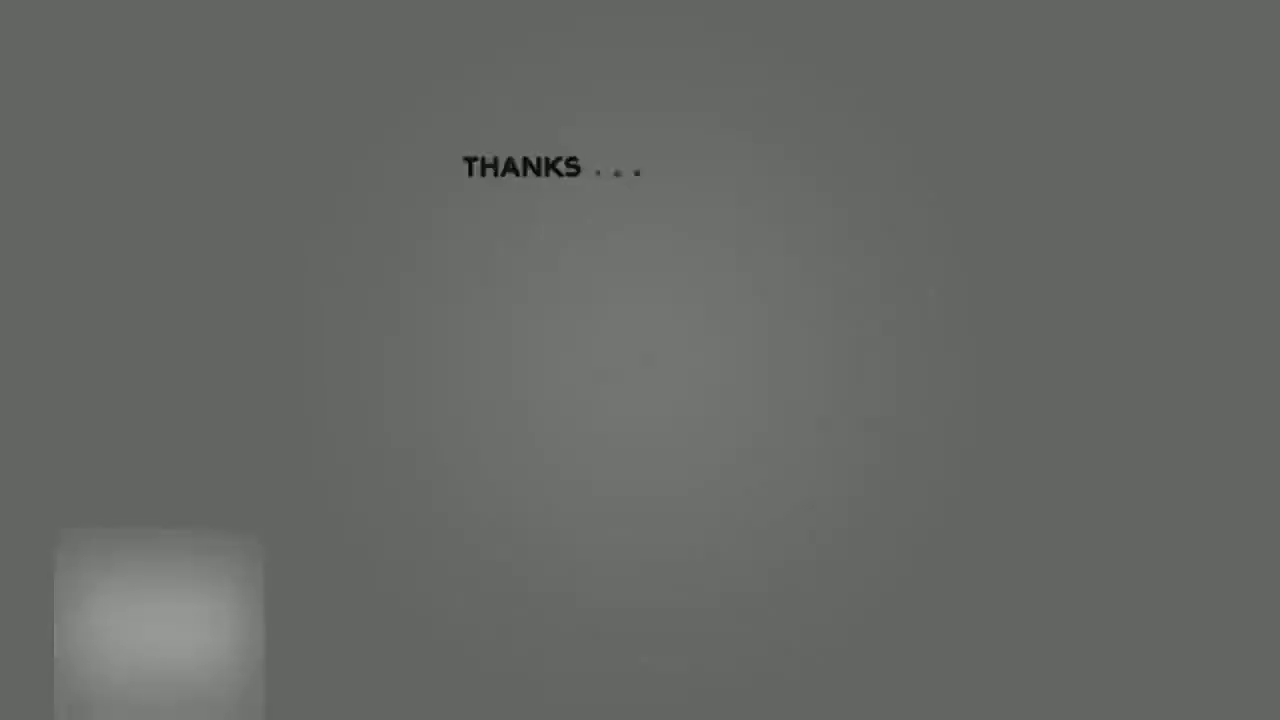 THANKS . . .